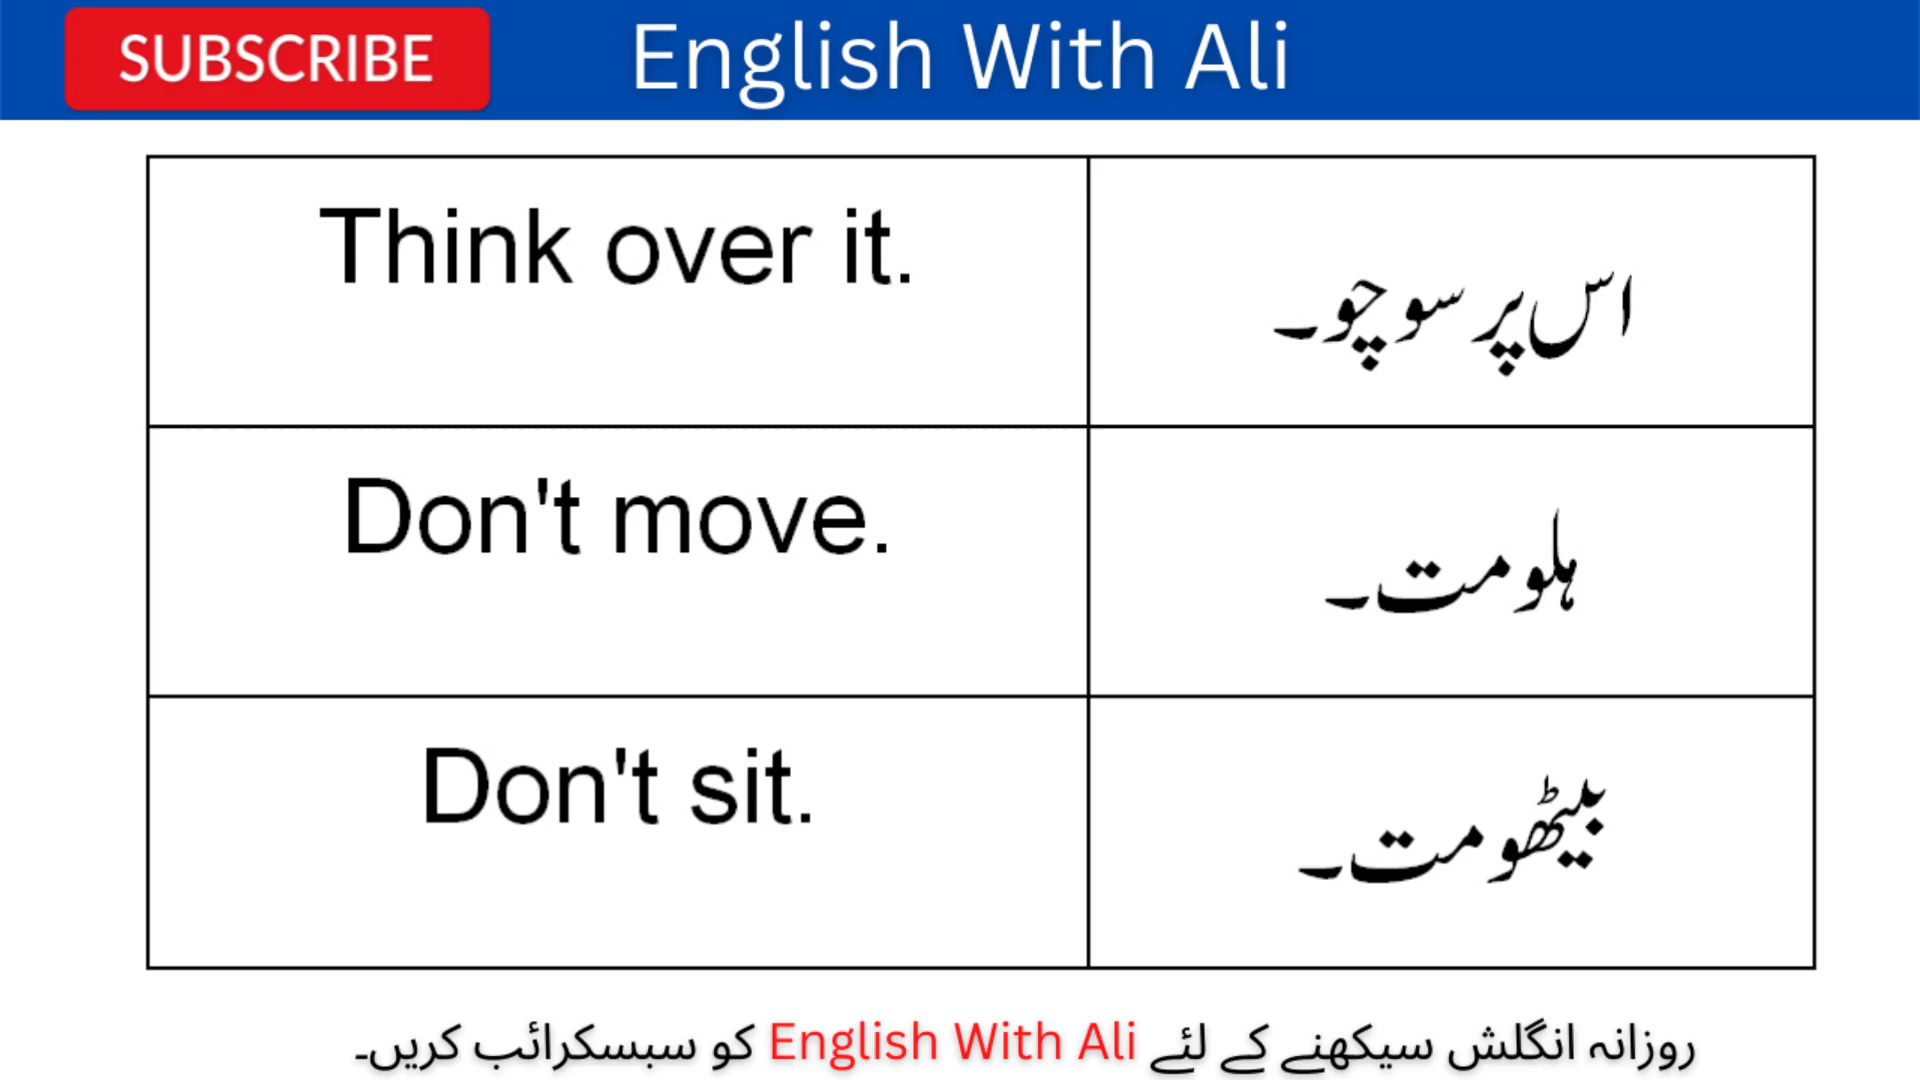 SUBSCRIBE
English With Ali
Think over it.
اس پر سوچو۔
Don't move.
ہلو مت۔
Don't sit.
بیٹھو مت۔
روزانہ انگلش سیکھنے کے لئے English With Ali کو سبسکرائب کریں۔